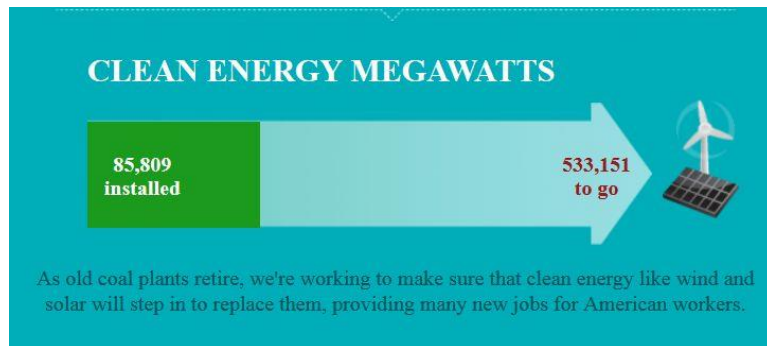 CLEAN ENERGY MEGAWATTS
85,809
installed
533,151
to go
As old coal plants retire, we're working to make sure that clean energy like wind and
solar will step in to replace them, providing many new jobs for American workers.